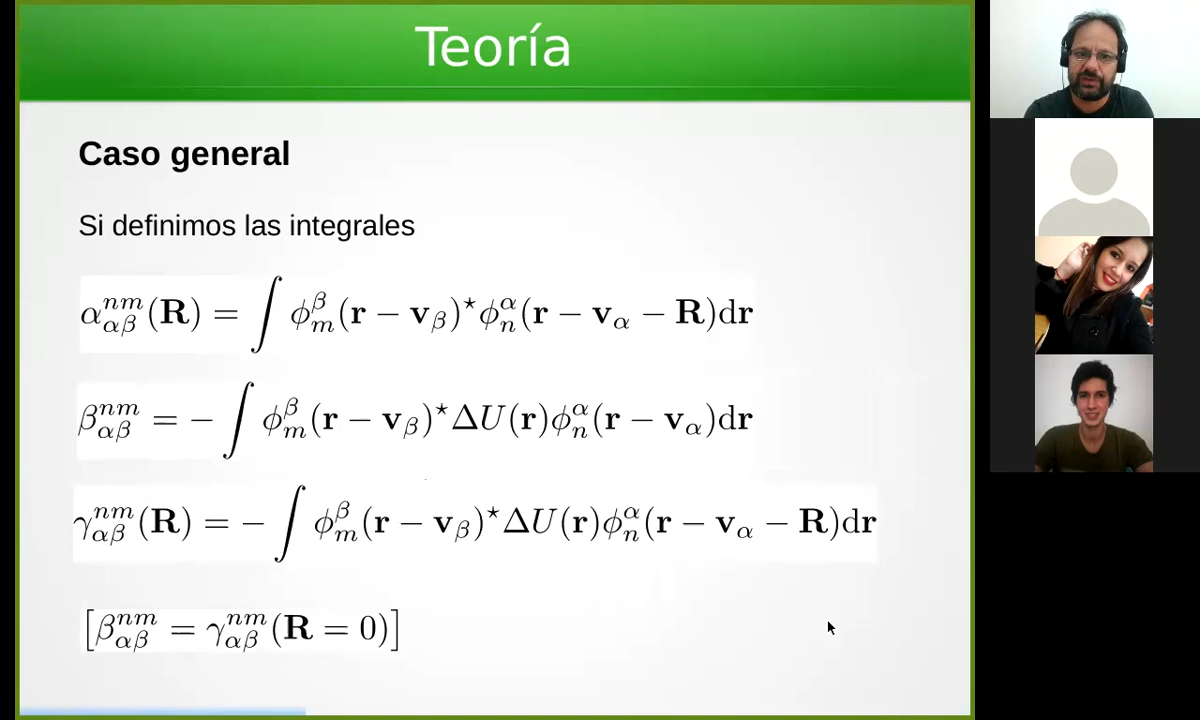 Teoría
Caso general
Si definimos las integrales
α_{αβ}^{nm}(R) = ∫ ϕ_m^β(r − v_β)^⋆ ϕ_n^α(r − v_α − R)dr
β_{αβ}^{nm} = − ∫ ϕ_m^β(r − v_β)^⋆ ΔU(r)ϕ_n^α(r − v_α)dr
γ_{αβ}^{nm}(R) = − ∫ ϕ_m^β(r − v_β)^⋆ ΔU(r)ϕ_n^α(r − v_α − R)dr
[β_{αβ}^{nm} = γ_{αβ}^{nm}(R = 0)]